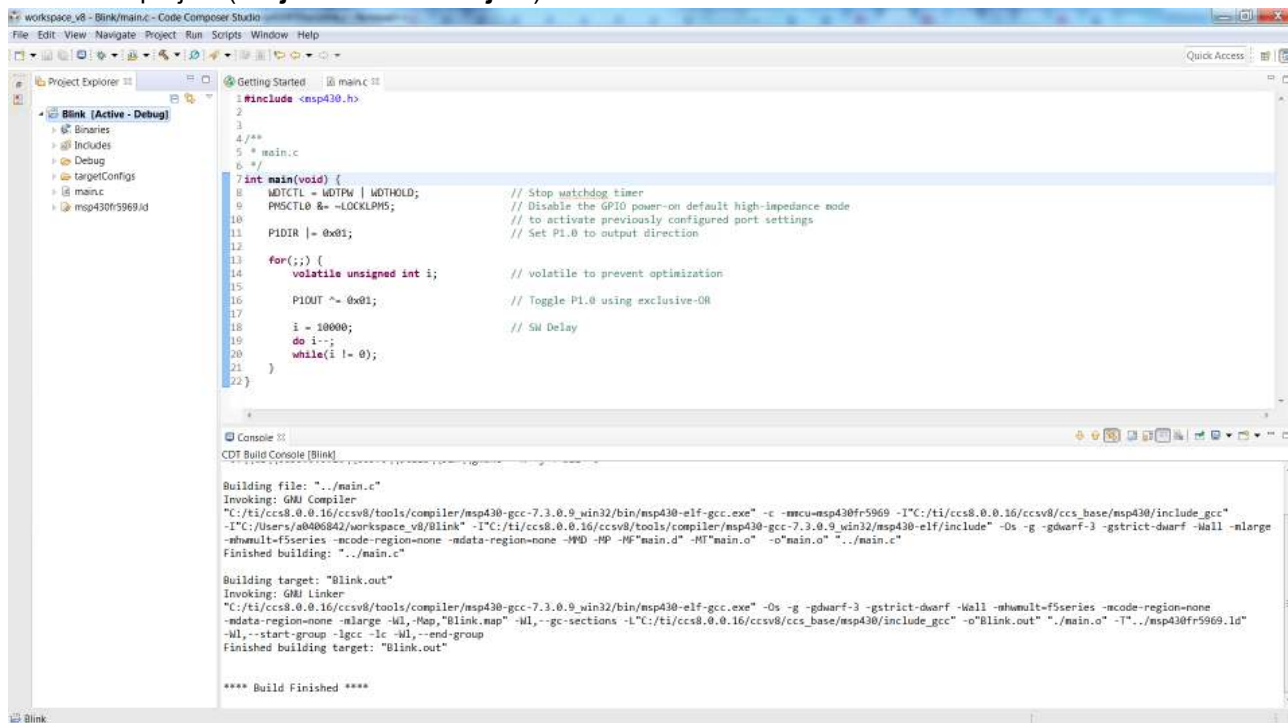 workspace_v8 - Blink/main.c - Code Composer Studio
File Edit View Navigate Project Run Scripts Window Help
Quick Access
Project Explorer
Getting Started main.c
Blink [Active - Debug]
Binaries
Includes
Debug
targetConfigs
main.c
msp430fr5969.ld
1 #include <msp430.h>
2
3
4 /**
5 * main.c
6 */
7 int main(void) {
8 WDTCTL = WDTPW | WDTHOLD; // Stop watchdog timer
9 PM5CTL0 &= ~LOCKLPM5; // Disable the GPIO power-on default high-impedance mode
10 // to activate previously configured port settings
11 P1DIR |= 0x01; // Set P1.0 to output direction
12
13 for(;;) {
14 volatile unsigned int i; // volatile to prevent optimization
15
16 P1OUT ^= 0x01; // Toggle P1.0 using exclusive-OR
17
18 i = 10000; // SW Delay
19 do i--;
20 while(i != 0);
21 }
22 }
Console
CDT Build Console [Blink]
Building file: "../main.c"
Invoking: GNU Compiler
"C:/ti/ccs8.0.0.16/ccsv8/tools/compiler/msp430-gcc-7.3.0.9_win32/bin/msp430-elf-gcc.exe" -c -mmcu=msp430fr5969 -I"C:/ti/ccs8.0.0.16/ccsv8/ccs_base/msp430/include_gcc"
-I"C:/Users/a0406842/workspace_v8/Blink" -I"C:/ti/ccs8.0.0.16/ccsv8/tools/compiler/msp430-gcc-7.3.0.9_win32/msp430-elf/include" -Os -g -gdwarf-3 -gstrict-dwarf -Wall -mlarge
-mhwmult=f5series -mcode-region=none -mdata-region=none -MMD -MP -MF"main.d" -MT"main.o" -o"main.o" "../main.c"
Finished building: "../main.c"
Building target: "Blink.out"
Invoking: GNU Linker
"C:/ti/ccs8.0.0.16/ccsv8/tools/compiler/msp430-gcc-7.3.0.9_win32/bin/msp430-elf-gcc.exe" -Os -g -gdwarf-3 -gstrict-dwarf -Wall -mhwmult=f5series -mcode-region=none
-mdata-region=none -mlarge -Wl,-Map,"Blink.map" -Wl,--gc-sections -L"C:/ti/ccs8.0.0.16/ccsv8/ccs_base/msp430/include_gcc" -o"Blink.out" "./main.o" -T"../msp430fr5969.ld"
-Wl,--start-group -lgcc -lc -Wl,--end-group
Finished building target: "Blink.out"
**** Build Finished ****
Blink